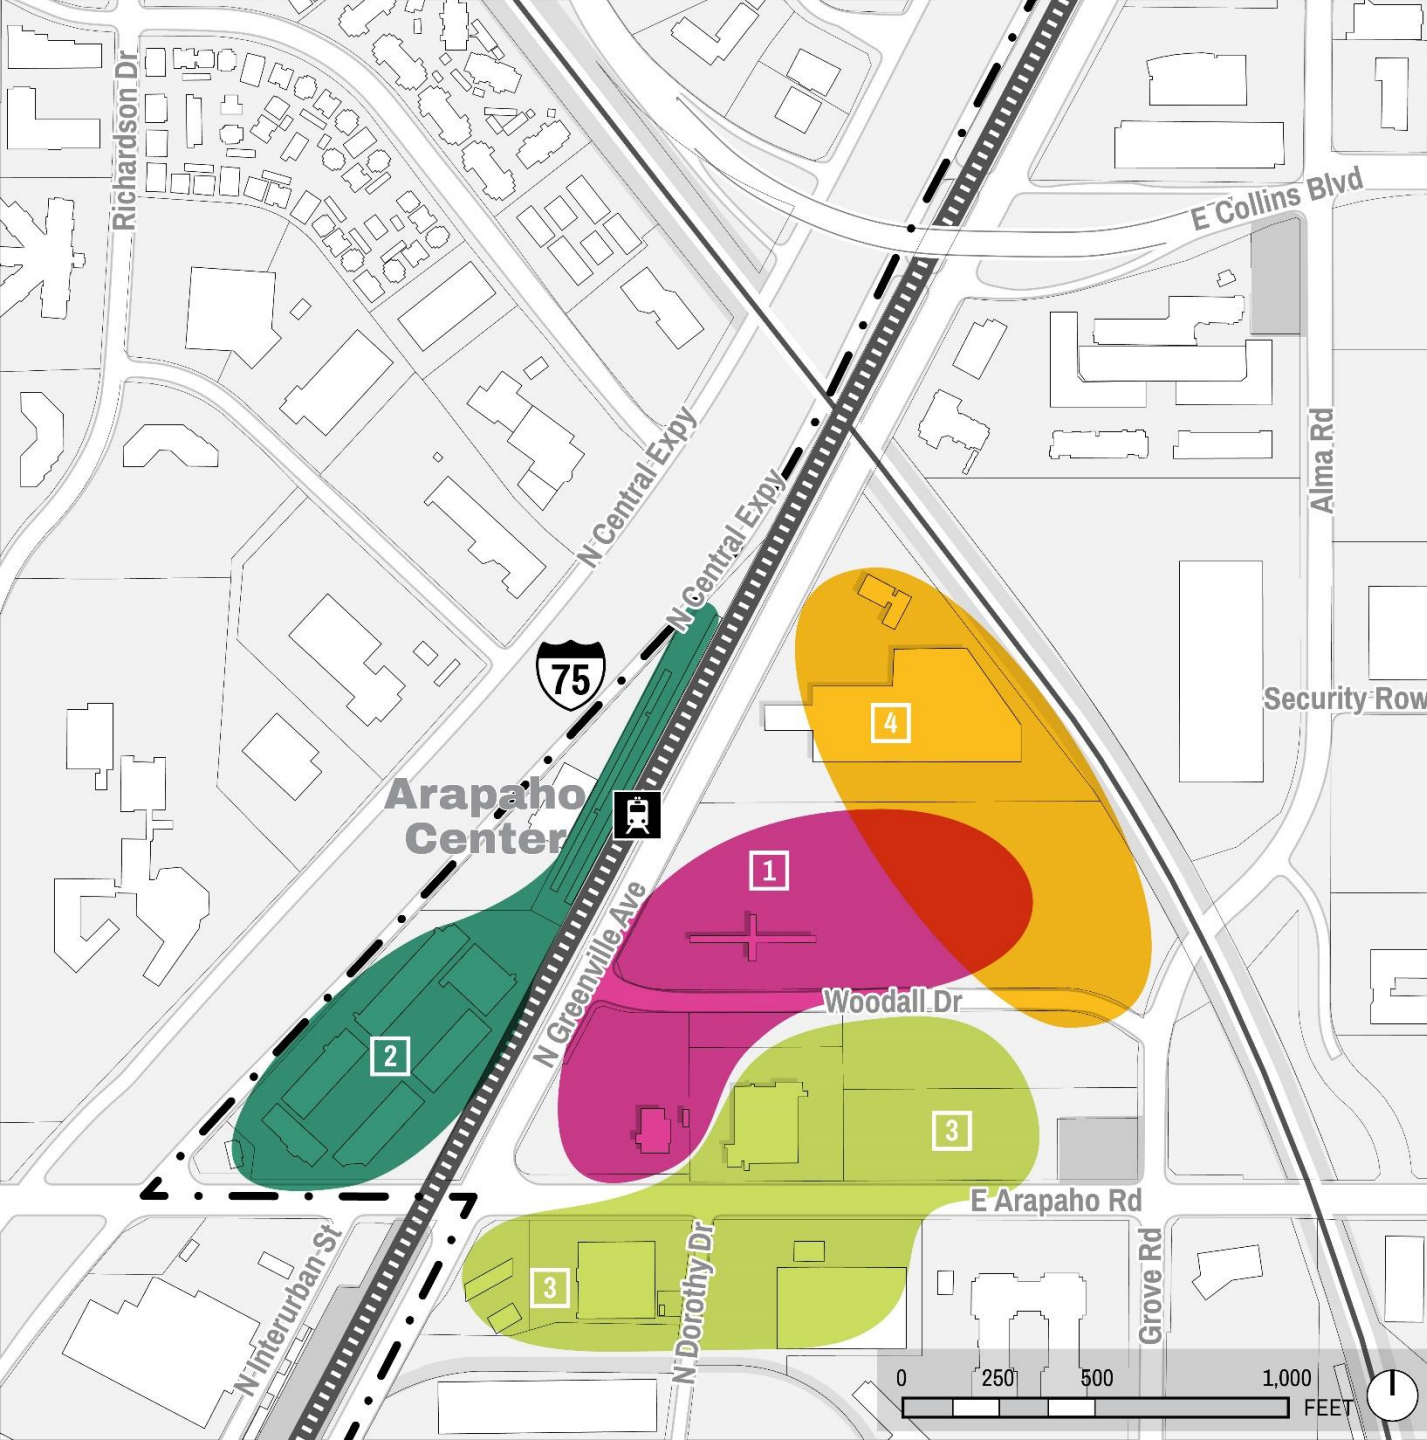 Richardson Dr
E Collins Blvd
N Central Expy
N Central Expy
Alma Rd
75
Security Row
4
Arapaho
Center
1
N Greenville Ave
Woodall Dr
2
3
E Arapaho Rd
N Interurban St
3
N Dorothy Dr
Grove Rd
0 250 500 1,000
FEET